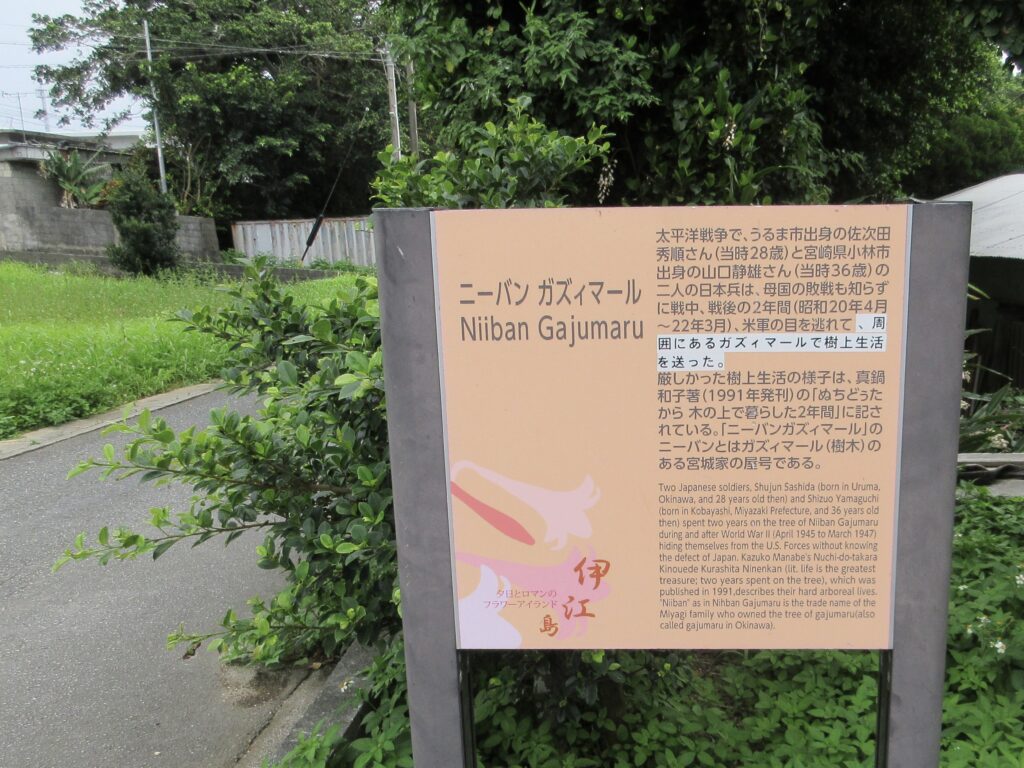 ニーバン ガズィマール
Niiban Gajumaru
太平洋戦争で、うるま市出身の佐次田
秀順さん(当時28歳)と宮崎県小林市
出身の山口静雄さん(当時36歳)の
二人の日本兵は、母国の敗戦も知らず
に戦中、戦後の2年間(昭和20年4月
～22年3月)、米軍の目を逃れて、周
囲にあるガズィマールで樹上生活
を送った。
厳しかった樹上生活の様子は、真鍋
和子著(1991年発刊)の「ぬちどぅた
から 木の上で暮らした2年間」に記さ
れている。「ニーバンガズィマール」の
ニーバンとはガズィマール(樹木)の
ある宮城家の屋号である。
Two Japanese soldiers, Shujun Sashida (born in Uruma,
Okinawa, and 28 years old then) and Shizuo Yamaguchi
(born in Kobayashi, Miyazaki Prefecture, and 36 years old
then) spent two years on the tree of Niiban Gajumaru
during and after World War II (April 1945 to March 1947)
hiding themselves from the U.S. Forces without knowing
the defect of Japan. Kazuko Manabe's Nuchi-do-takara
Kinouede Kurashita Ninenkan (lit. life is the greatest
treasure; two years spent on the tree), which was
published in 1991,describes their hard arboreal lives.
"Niiban" as in Nihban Gajumaru is the trade name of the
Miyagi family who owned the tree of gajumaru(also
called gajumaru in Okinawa).
夕日とロマンの
フラワーアイランド
伊江島